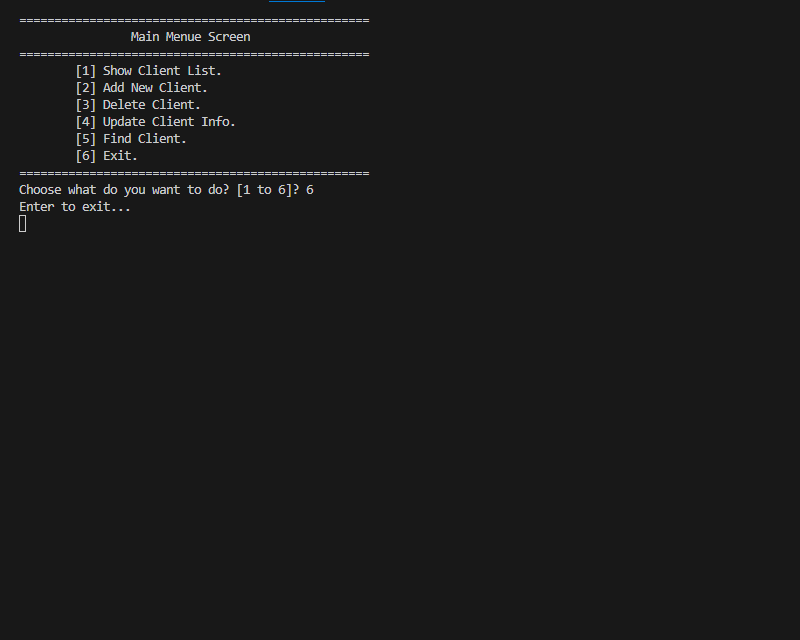 ==================================================
Main Menue Screen
==================================================
[1] Show Client List.
[2] Add New Client.
[3] Delete Client.
[4] Update Client Info.
[5] Find Client.
[6] Exit.
==================================================
Choose what do you want to do? [1 to 6]? 6
Enter to exit...